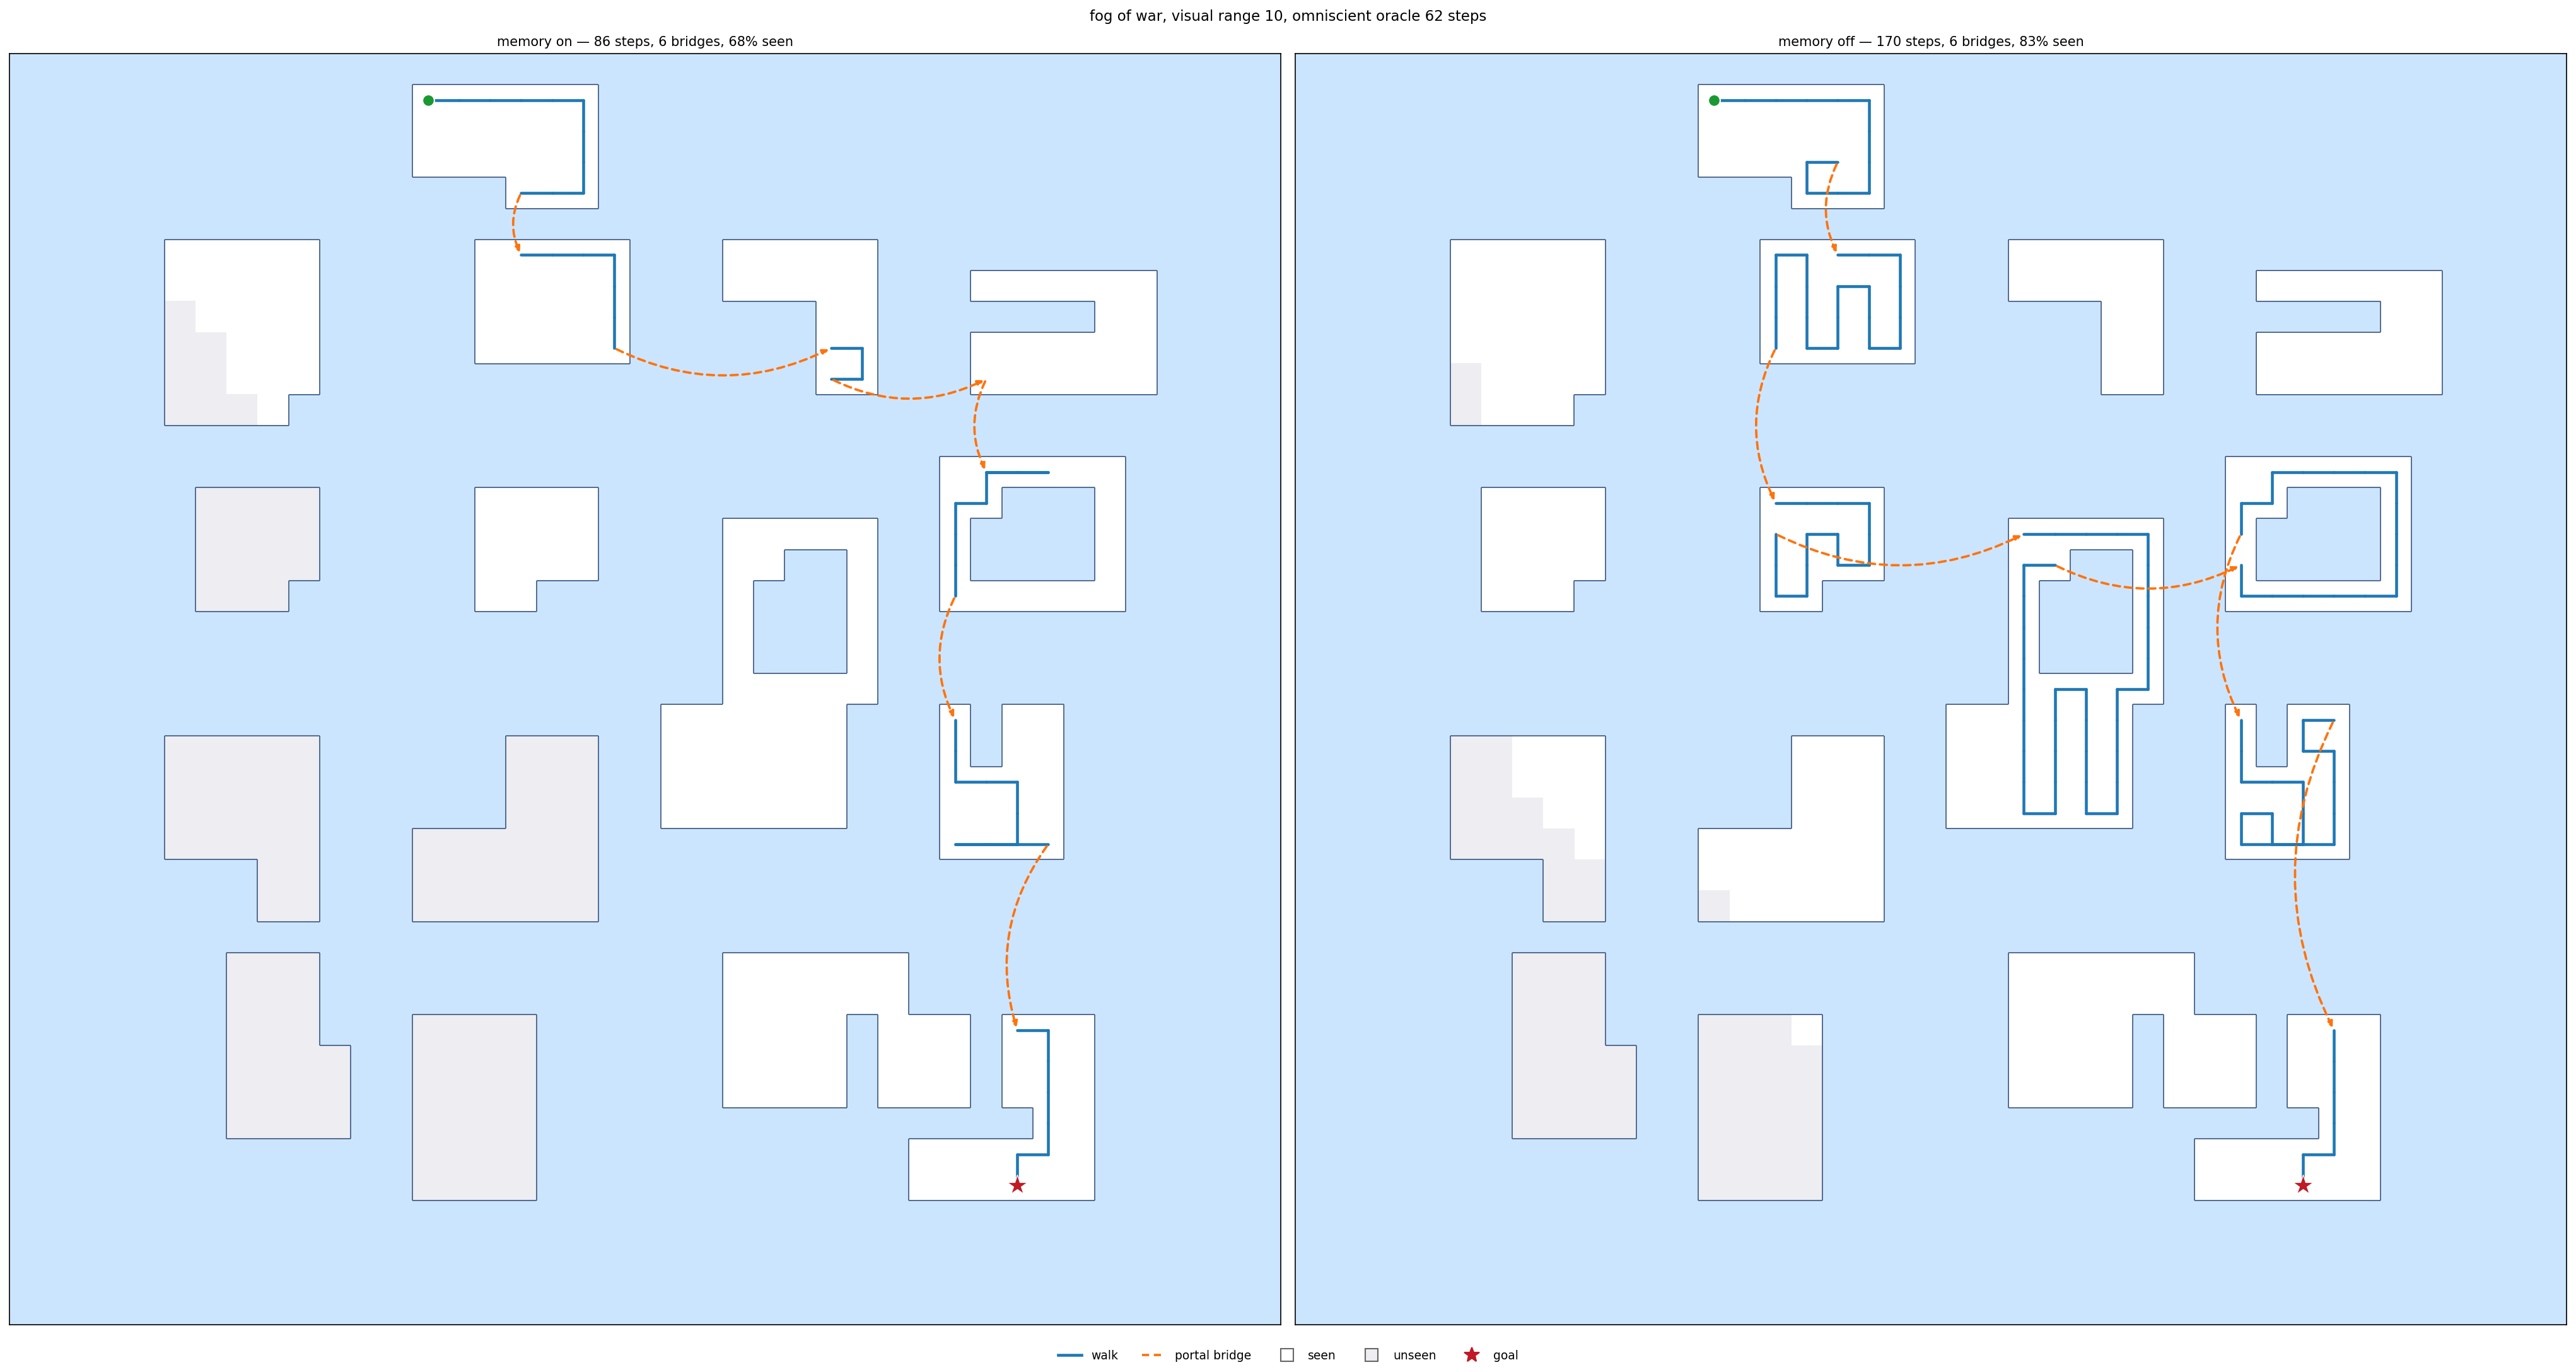 fog of war, visual range 10, omniscient oracle 62 steps
memory on — 86 steps, 6 bridges, 68% seen
memory off — 170 steps, 6 bridges, 83% seen
walk
portal bridge
seen
unseen
goal